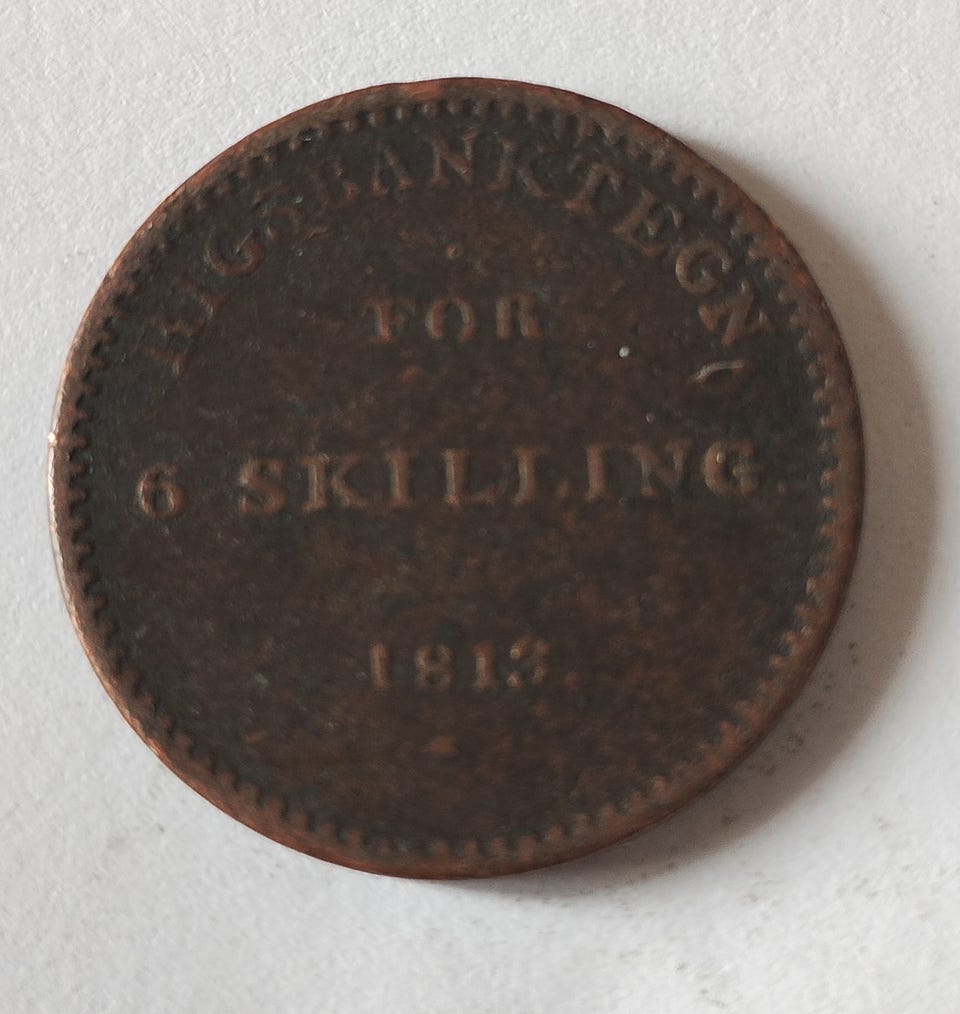 RIGSBANKTEGN
FOR
6 SKILLING.
1813.